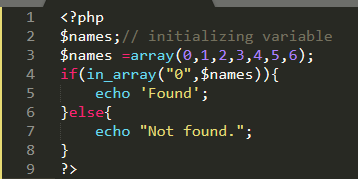 1 <?php
2 $names;// initializing variable
3 $names =array(0,1,2,3,4,5,6);
4 if(in_array("0",$names)){
5 echo 'Found';
6 }else{
7 echo "Not found.";
8 }
9 ?>